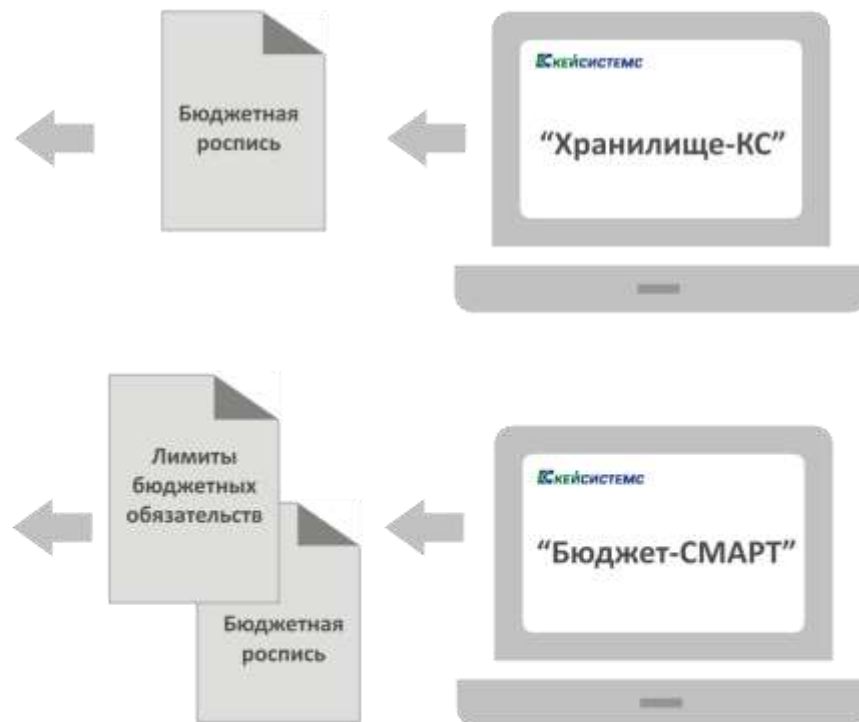 Бюджетная
роспись
КЕЙСИСТЕМС
“Хранилище-КС”
Лимиты
бюджетных
обязательств
Бюджетная
роспись
КЕЙСИСТЕМС
“Бюджет-СМАРТ”